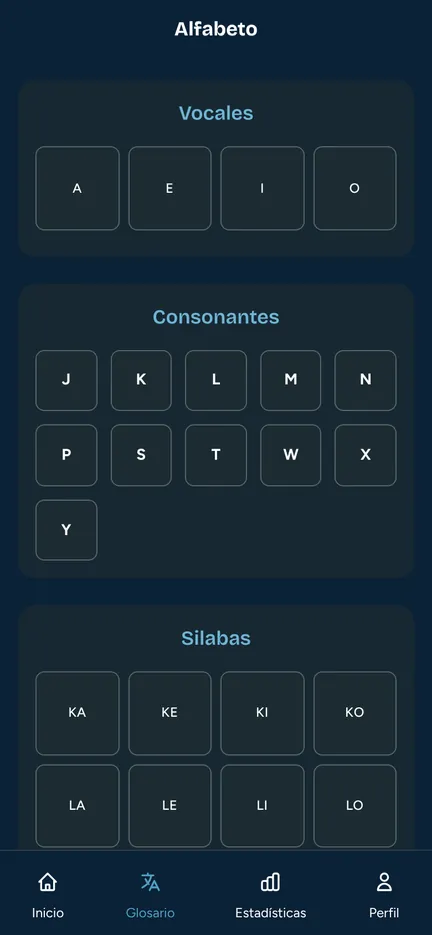 Alfabeto
Vocales
A E I O
Consonantes
J K L M N
P S T W X
Y
Silabas
KA KE KI KO
LA LE LI LO
Inicio Glosario Estadísticas Perfil